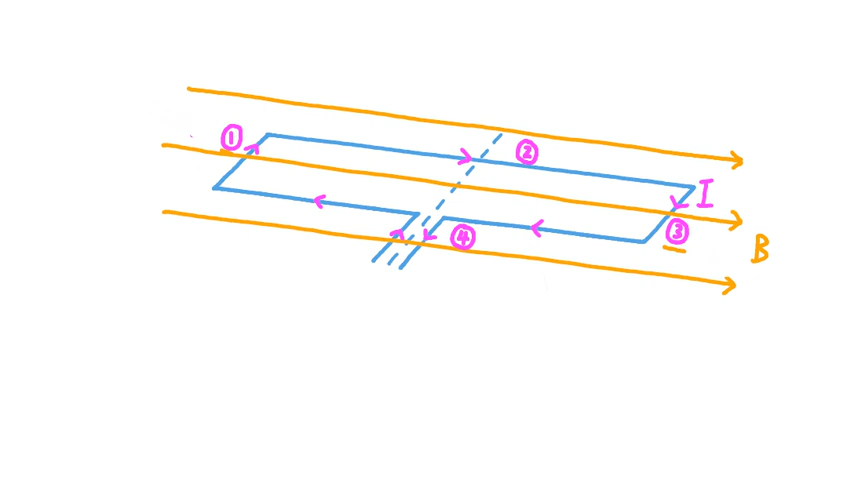 ①
②
I
③
④
B